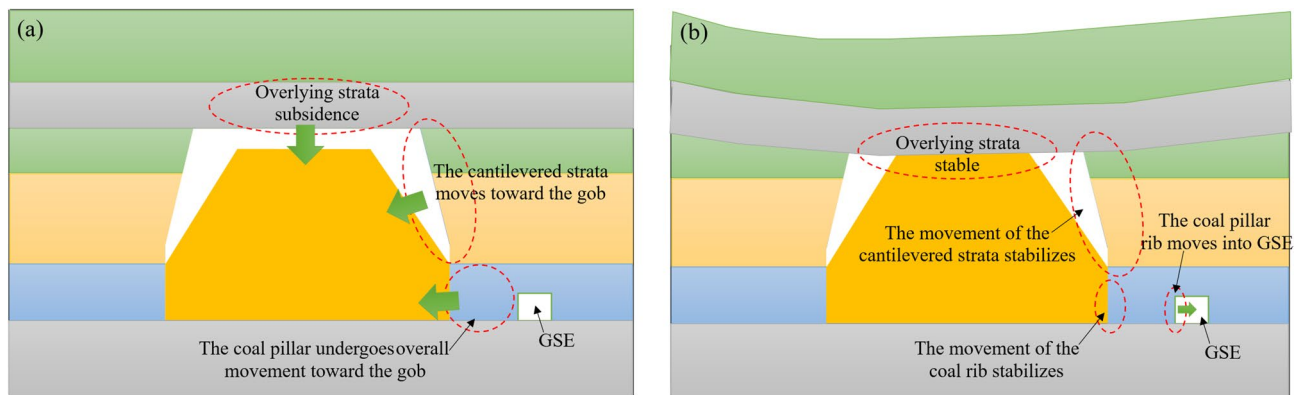 (a)
Overlying strata
subsidence
The cantilevered strata
moves toward the gob
The coal pillar undergoes overall
movement toward the gob
GSE
(b)
Overlying strata
stable
The movement of the
cantilevered strata stabilizes
The coal pillar
rib moves into GSE
The movement of the
coal rib stabilizes
GSE